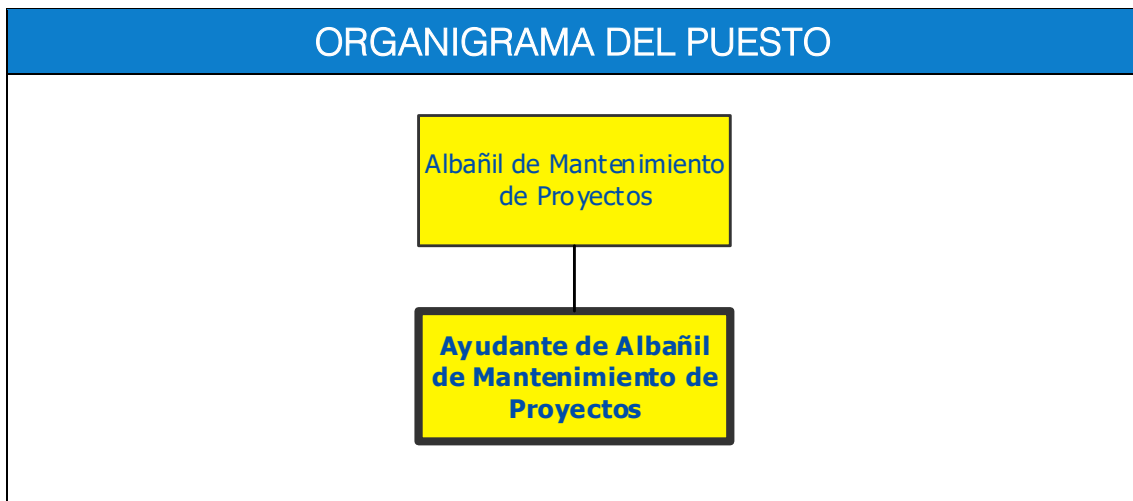 ORGANIGRAMA DEL PUESTO
Albañil de Mantenimiento
de Proyectos
Ayudante de Albañil
de Mantenimiento de
Proyectos